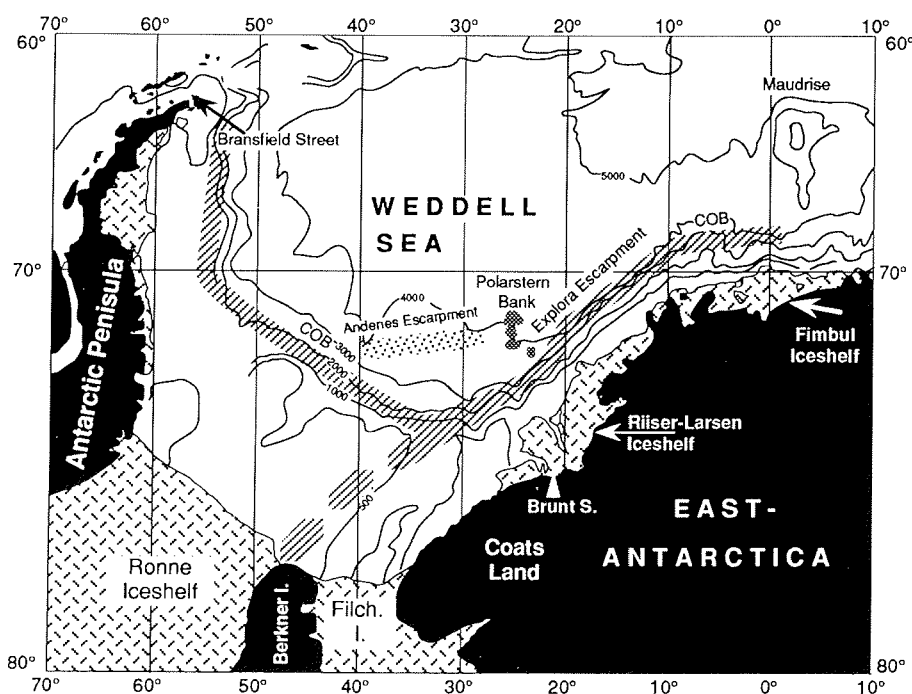 70° 60° 50° 40° 30° 20° 10° 0° 10°
60° 60°
Maudrise
Bransfield Street
5000
WEDDELL
SEA
COB
70° 70°
Explora Escarpment
Polarstern
Bank
4000
Andenes Escarpment
COB
3000
2000
1000
Fimbul
Iceshelf
Antarctic Penisula
Riiser-Larsen
Iceshelf
500
Brunt S.
EAST-
ANTARCTICA
Coats
Land
Ronne
Iceshelf
Berkner I.
Filch.
I.
80° 80°
70° 60° 50° 40° 30° 20° 10° 0° 10°